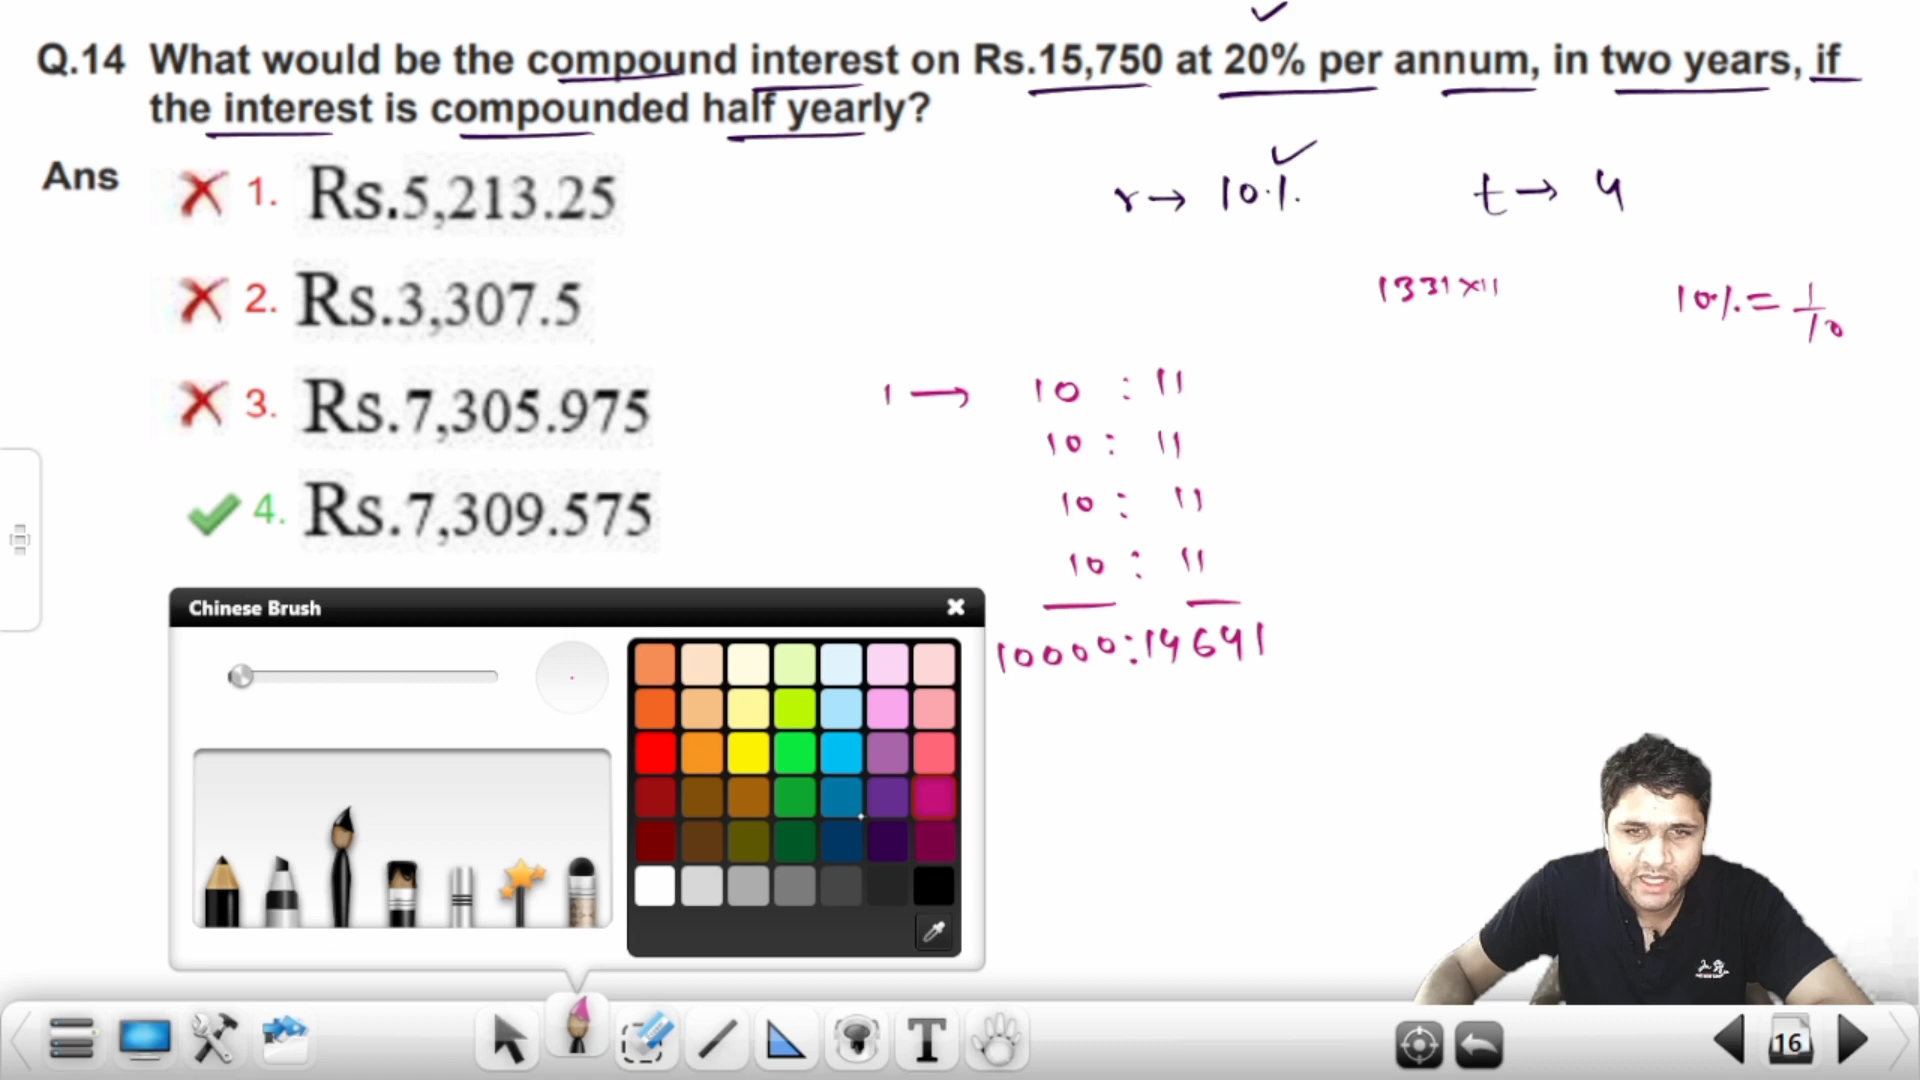 Q.14 What would be the compound interest on Rs.15,750 at 20% per annum, in two years, if
the interest is compounded half yearly?
Ans
1. Rs.5,213.25
2. Rs.3,307.5
3. Rs.7,305.975
4. Rs.7,309.575
r → 10%
t → 4
1331×11
10% = 1/10
1 → 10 : 11
10 : 11
10 : 11
10 : 11
10000:14641
Chinese Brush
T
16